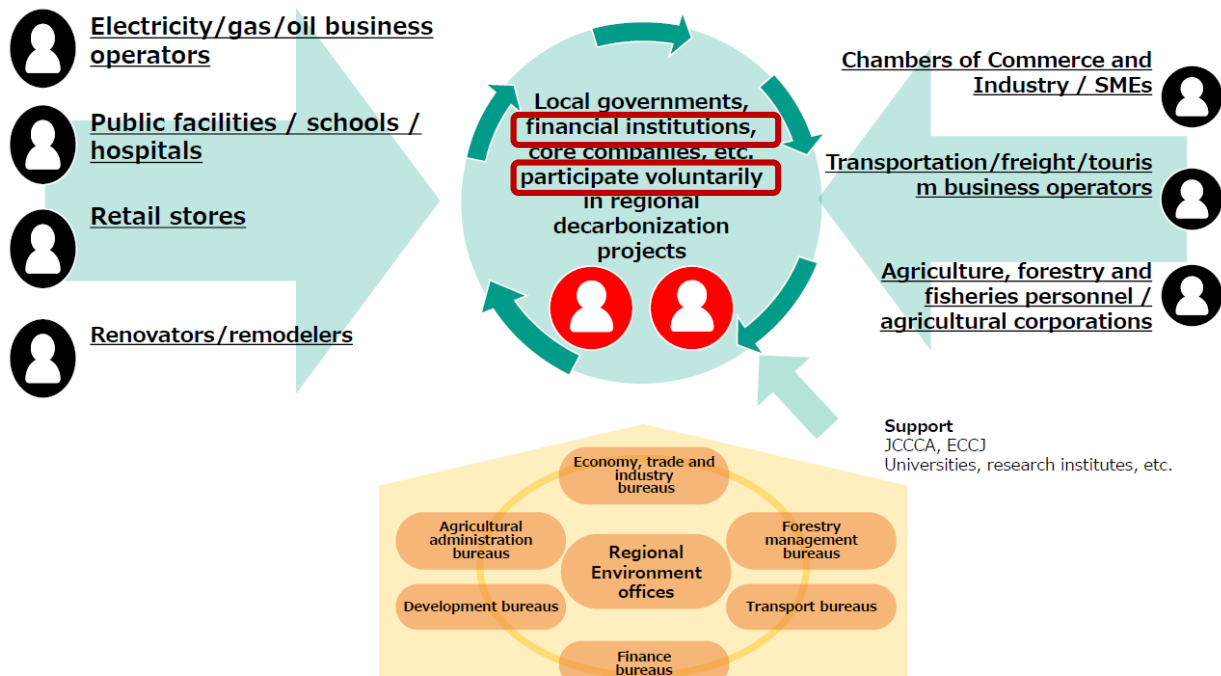 Electricity/gas/oil business
operators
Public facilities / schools /
hospitals
Retail stores
Renovators/remodelers
Local governments,
financial institutions,
core companies, etc.
participate voluntarily
in regional
decarbonization
projects
Chambers of Commerce and
Industry / SMEs
Transportation/freight/touris
m business operators
Agriculture, forestry and
fisheries personnel /
agricultural corporations
Support
JCCCA, ECCJ
Universities, research institutes, etc.
Economy, trade and
industry
bureaus
Agricultural
administration
bureaus
Forestry
management
bureaus
Regional
Environment
offices
Development bureaus
Transport bureaus
Finance
bureaus